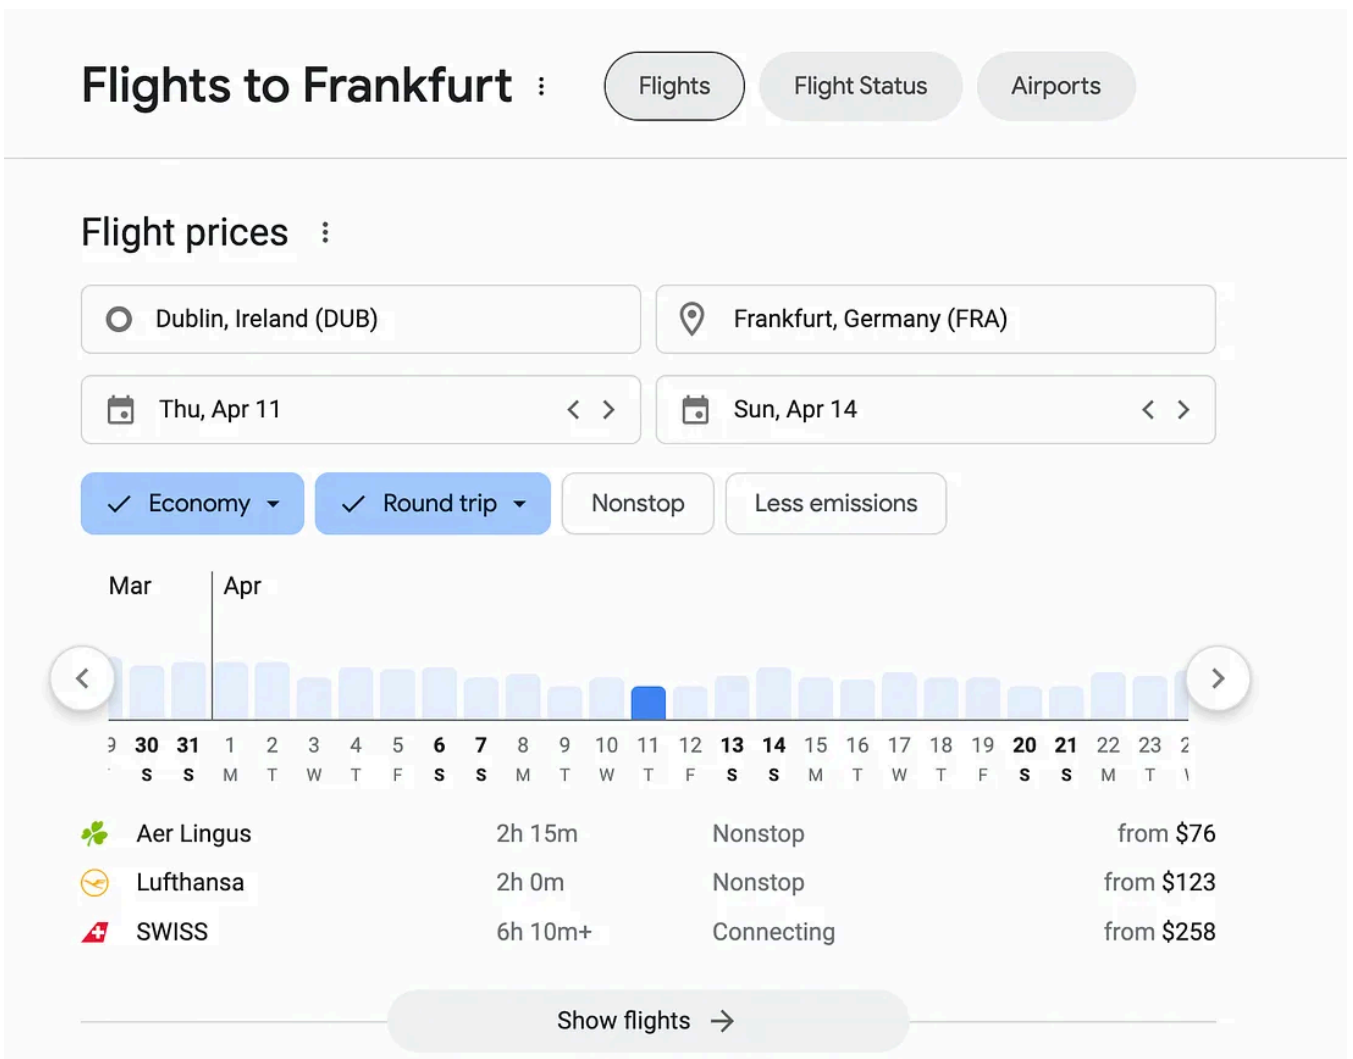 Flights to Frankfurt
Flights
Flight Status
Airports
Flight prices
Dublin, Ireland (DUB)
Frankfurt, Germany (FRA)
Thu, Apr 11
Sun, Apr 14
Economy
Round trip
Nonstop
Less emissions
Mar
Apr
9 30 31 1 2 3 4 5 6 7 8 9 10 11 12 13 14 15 16 17 18 19 20 21 22 23 2
S S M T W T F S S M T W T F S S M T W T F S S M T
Aer Lingus 2h 15m Nonstop from $76
Lufthansa 2h 0m Nonstop from $123
SWISS 6h 10m+ Connecting from $258
Show flights